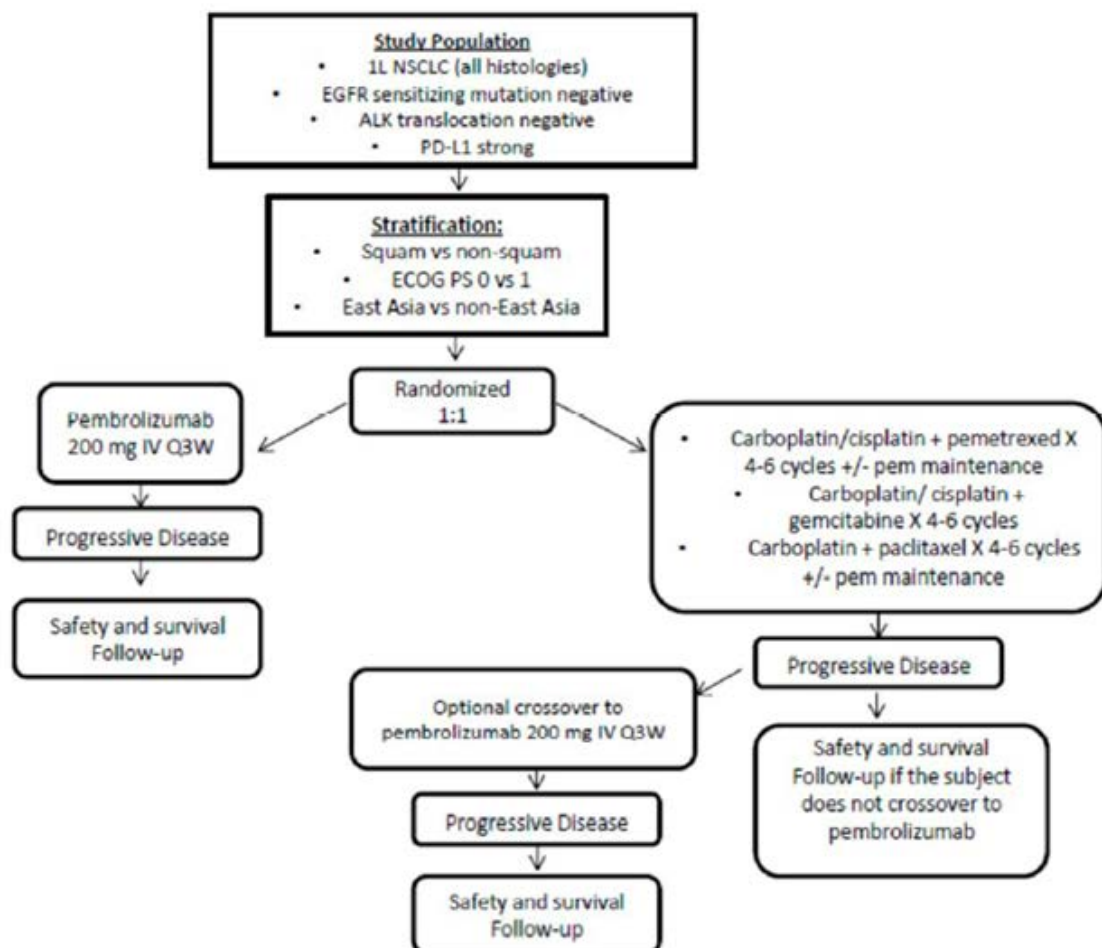 Study Population
• 1L NSCLC (all histologies)
• EGFR sensitizing mutation negative
• ALK translocation negative
• PD-L1 strong
Stratification:
• Squam vs non-squam
• ECOG PS 0 vs 1
• East Asia vs non-East Asia
Randomized
1:1
Pembrolizumab
200 mg IV Q3W
Progressive Disease
Safety and survival
Follow-up
• Carboplatin/cisplatin + pemetrexed X
4-6 cycles +/- pem maintenance
• Carboplatin/ cisplatin +
gemcitabine X 4-6 cycles
• Carboplatin + paclitaxel X 4-6 cycles
+/- pem maintenance
Progressive Disease
Optional crossover to
pembrolizumab 200 mg IV Q3W
Progressive Disease
Safety and survival
Follow-up
Safety and survival
Follow-up if the subject
does not crossover to
pembrolizumab